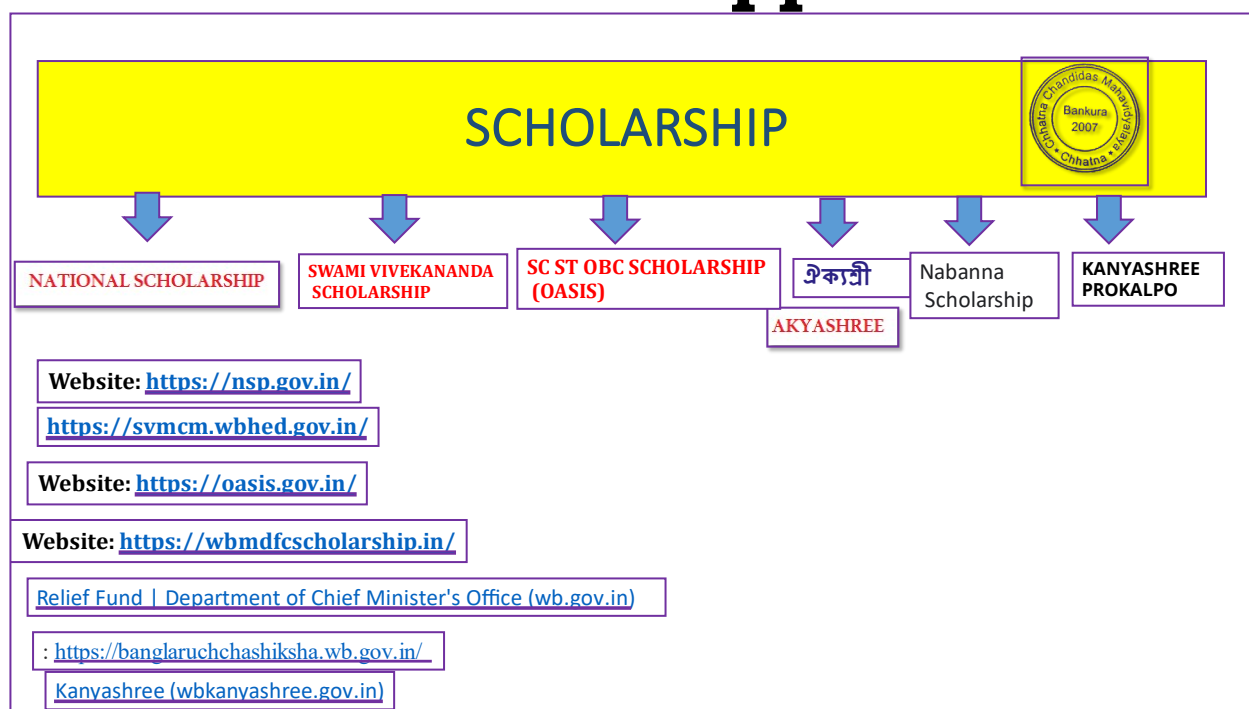 SCHOLARSHIP
Chhatna Chandidas Mahavidyalaya
Bankura
2007
Chhatna
NATIONAL SCHOLARSHIP
SWAMI VIVEKANANDA
SCHOLARSHIP
SC ST OBC SCHOLARSHIP
(OASIS)
ঐক্যশ্রী
AKYASHREE
Nabanna
Scholarship
KANYASHREE
PROKALPO
Website: https://nsp.gov.in/
https://svmcm.wbhed.gov.in/
Website: https://oasis.gov.in/
Website: https://wbmdfcscholarship.in/
Relief Fund | Department of Chief Minister's Office (wb.gov.in)
: https://banglaruchchashiksha.wb.gov.in/
Kanyashree (wbkanyashree.gov.in)